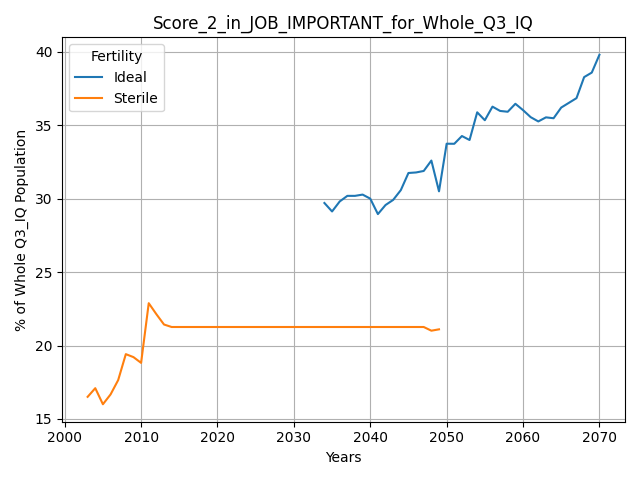 Score_2_in_JOB_IMPORTANT_for_Whole_Q3_IQ
Fertility
Ideal
Sterile
% of Whole Q3_IQ Population
40
35
30
25
20
15
2000 2010 2020 2030 2040 2050 2060 2070
Years